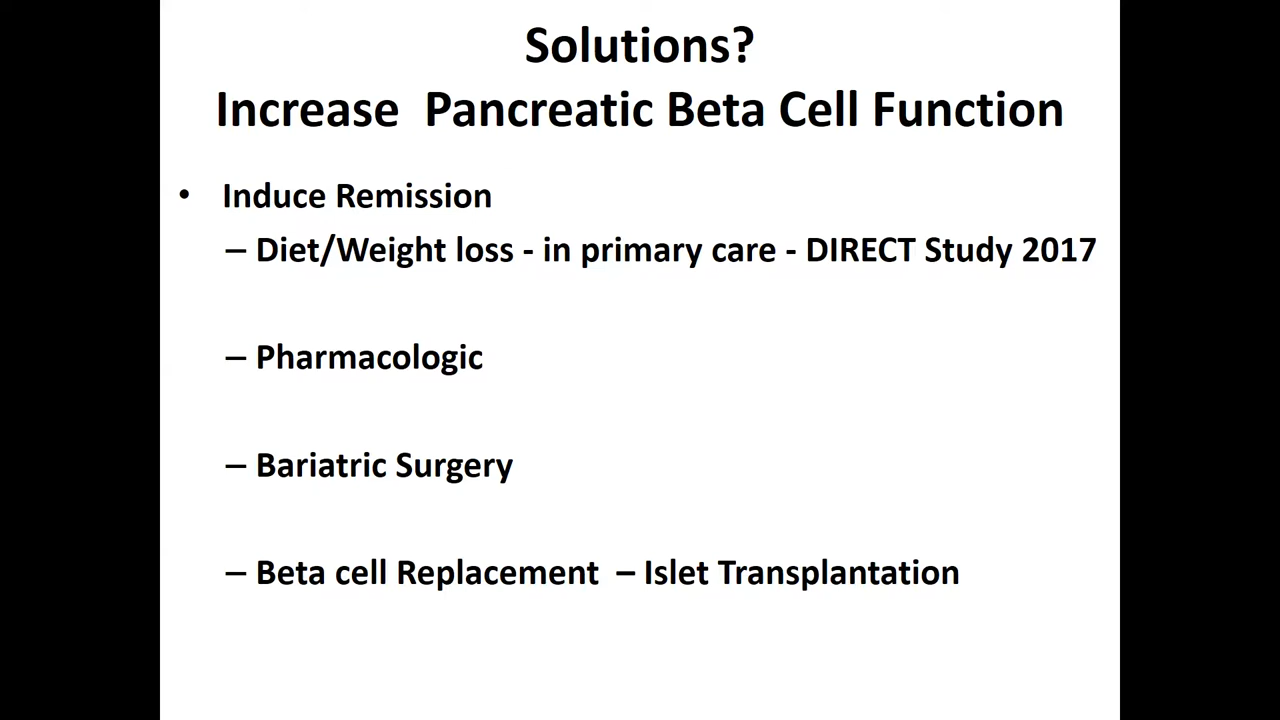 Solutions?
Increase  Pancreatic Beta Cell Function
• Induce Remission
– Diet/Weight loss - in primary care - DIRECT Study 2017
– Pharmacologic
– Bariatric Surgery
– Beta cell Replacement  – Islet Transplantation